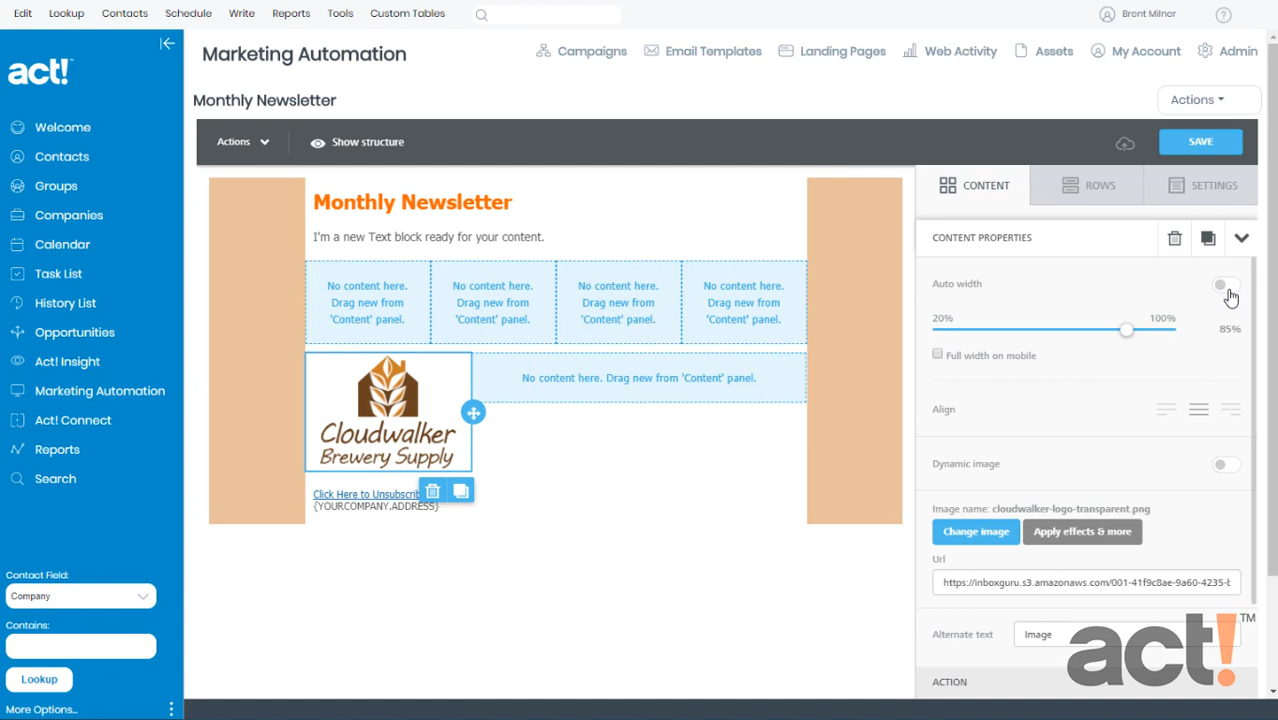 Edit Lookup Contacts Schedule Write Reports Tools Custom Tables Brent Milnor ?
act!
Marketing Automation
Campaigns Email Templates Landing Pages Web Activity Assets My Account Admin
Monthly Newsletter
Actions
Welcome
Contacts
Groups
Companies
Calendar
Task List
History List
Opportunities
Act! Insight
Marketing Automation
Act! Connect
Reports
Search
Contact Field:
Company
Contains:
Lookup
More Options...
Actions Show structure SAVE
Monthly Newsletter
I'm a new Text block ready for your content.
No content here.
Drag new from
'Content' panel.
No content here.
Drag new from
'Content' panel.
No content here.
Drag new from
'Content' panel.
No content here.
Drag new from
'Content' panel.
Cloudwalker
Brewery Supply
No content here. Drag new from 'Content' panel.
Click Here to Unsubscrib
{YOURCOMPANY.ADDRESS}
CONTENT ROWS SETTINGS
CONTENT PROPERTIES
Auto width
20% 100%
85%
Full width on mobile
Align
Dynamic image
Image name: cloudwalker-logo-transparent.png
Change image Apply effects & more
Url
https://inboxguru.s3.amazonaws.com/001-41f9c8ae-9a60-4235-b
Alternate text Image
ACTION
act! TM